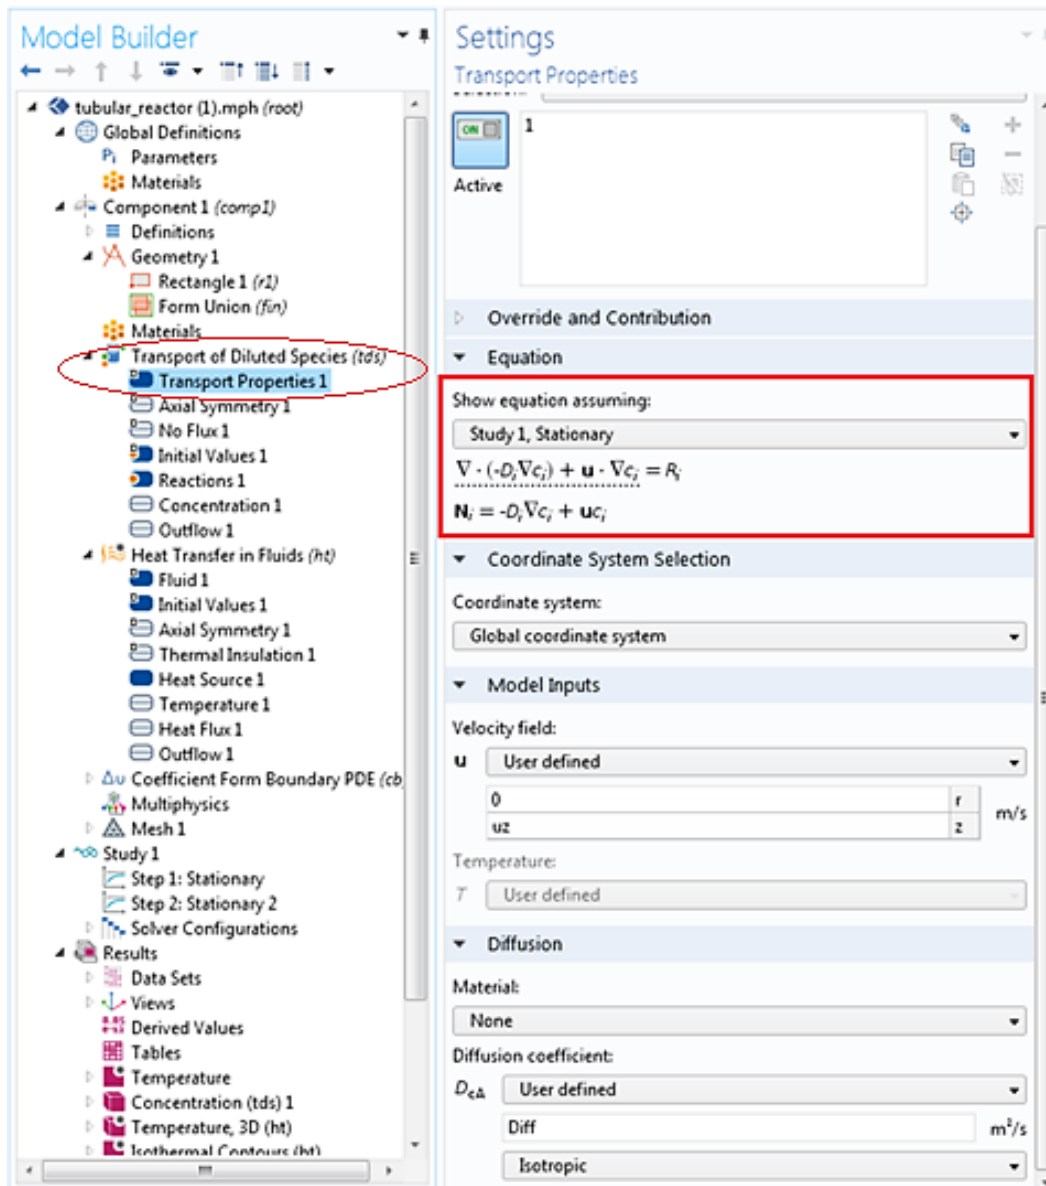 Model Builder
tubular_reactor (1).mph (root)
Global Definitions
Pi Parameters
Materials
Component 1 (comp1)
Definitions
Geometry 1
Rectangle 1 (r1)
Form Union (fin)
Materials
Transport of Diluted Species (tds)
Transport Properties 1
Axial Symmetry 1
No Flux 1
Initial Values 1
Reactions 1
Concentration 1
Outflow 1
Heat Transfer in Fluids (ht)
Fluid 1
Initial Values 1
Axial Symmetry 1
Thermal Insulation 1
Heat Source 1
Temperature 1
Heat Flux 1
Outflow 1
Δu Coefficient Form Boundary PDE (cb
Multiphysics
Mesh 1
Study 1
Step 1: Stationary
Step 2: Stationary 2
Solver Configurations
Results
Data Sets
Views
Derived Values
Tables
Temperature
Concentration (tds) 1
Temperature, 3D (ht)
Isothermal Contours (ht)
Settings
Transport Properties
ON
1
Active
Override and Contribution
Equation
Show equation assuming:
Study 1, Stationary
∇ · (-Dᵢ∇cᵢ) + u · ∇cᵢ = Rᵢ
Nᵢ = -Dᵢ∇cᵢ + ucᵢ
Coordinate System Selection
Coordinate system:
Global coordinate system
Model Inputs
Velocity field:
u User defined
0 r
uz z
m/s
Temperature:
T User defined
Diffusion
Material:
None
Diffusion coefficient:
DcA User defined
Diff m²/s
Isotropic